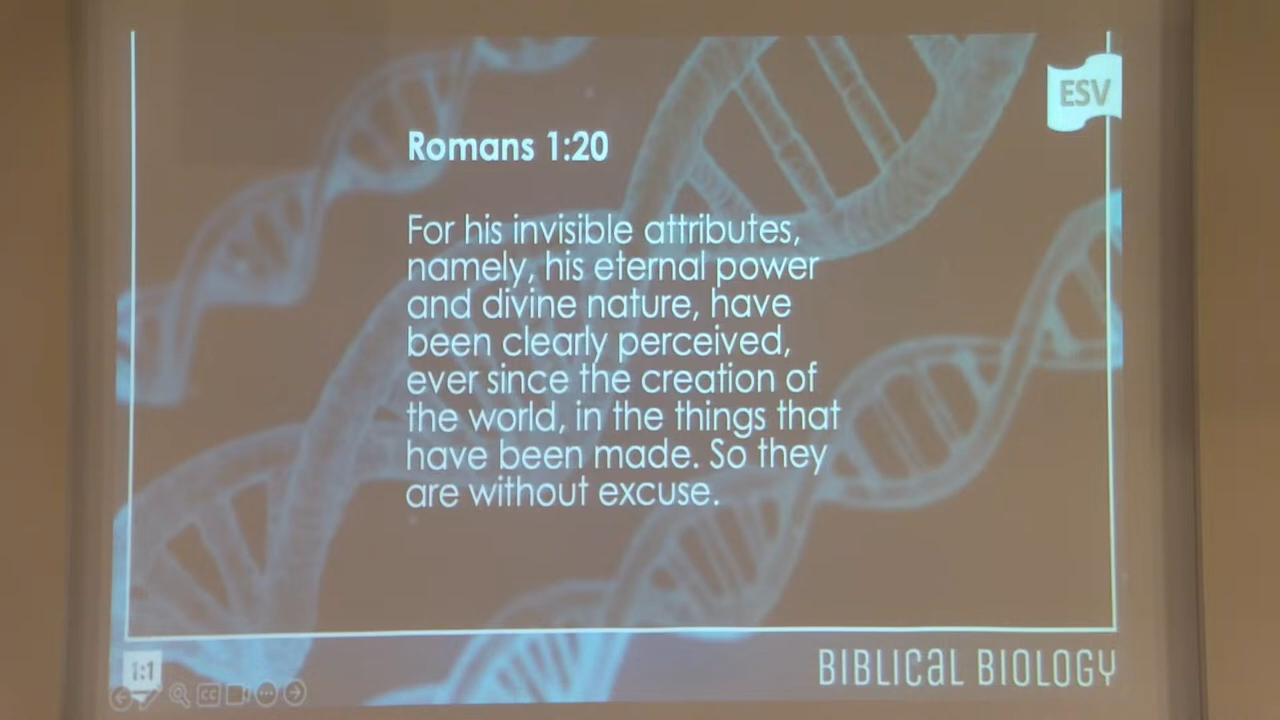 ESV
Romans 1:20
For his invisible attributes,
namely, his eternal power
and divine nature, have
been clearly perceived,
ever since the creation of
the world, in the things that
have been made. So they
are without excuse.
1:1
CC
BIBLICAL BIOLOGY